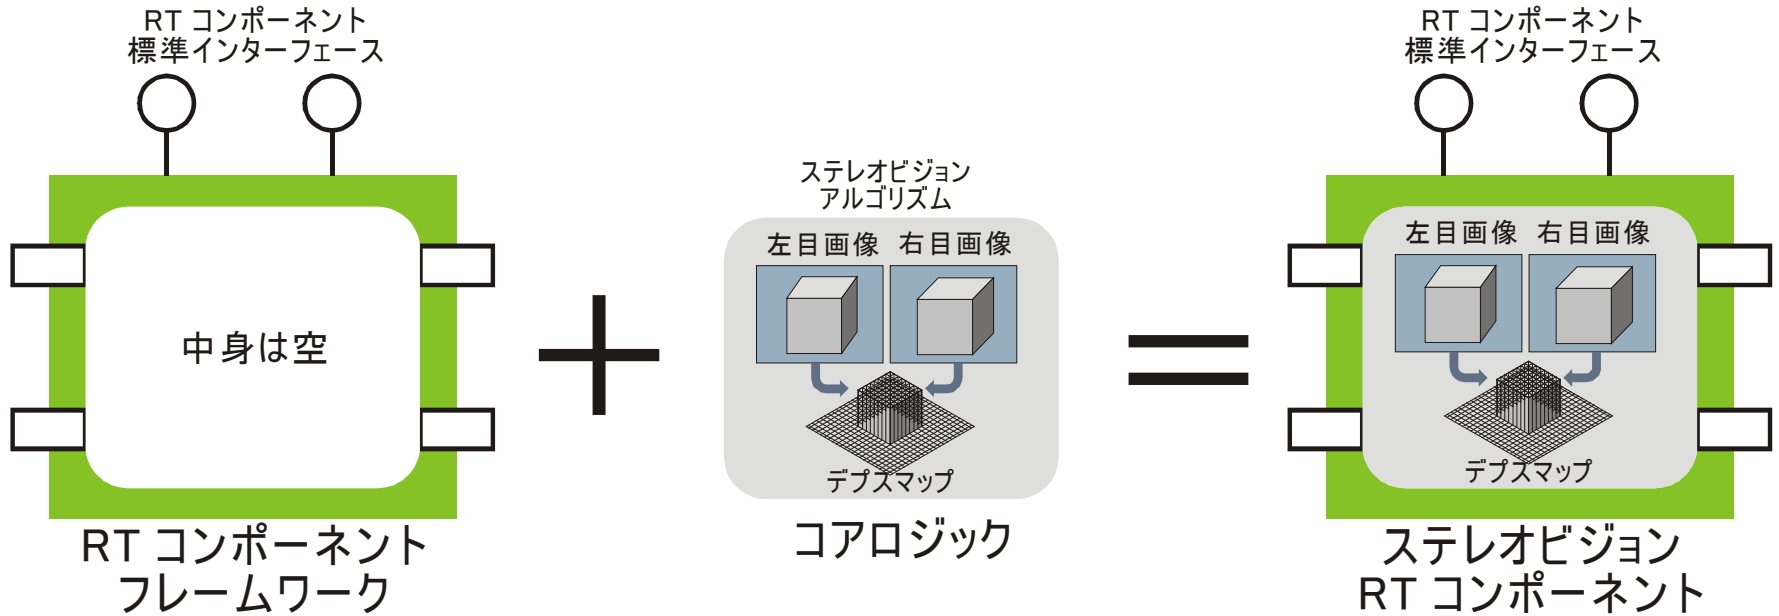 RT コンポーネント
標準インターフェース
中身は空
RT コンポーネント
フレームワーク
ステレオビジョン
アルゴリズム
左目画像 右目画像
デプスマップ
コアロジック
RT コンポーネント
標準インターフェース
左目画像 右目画像
デプスマップ
ステレオビジョン
RT コンポーネント